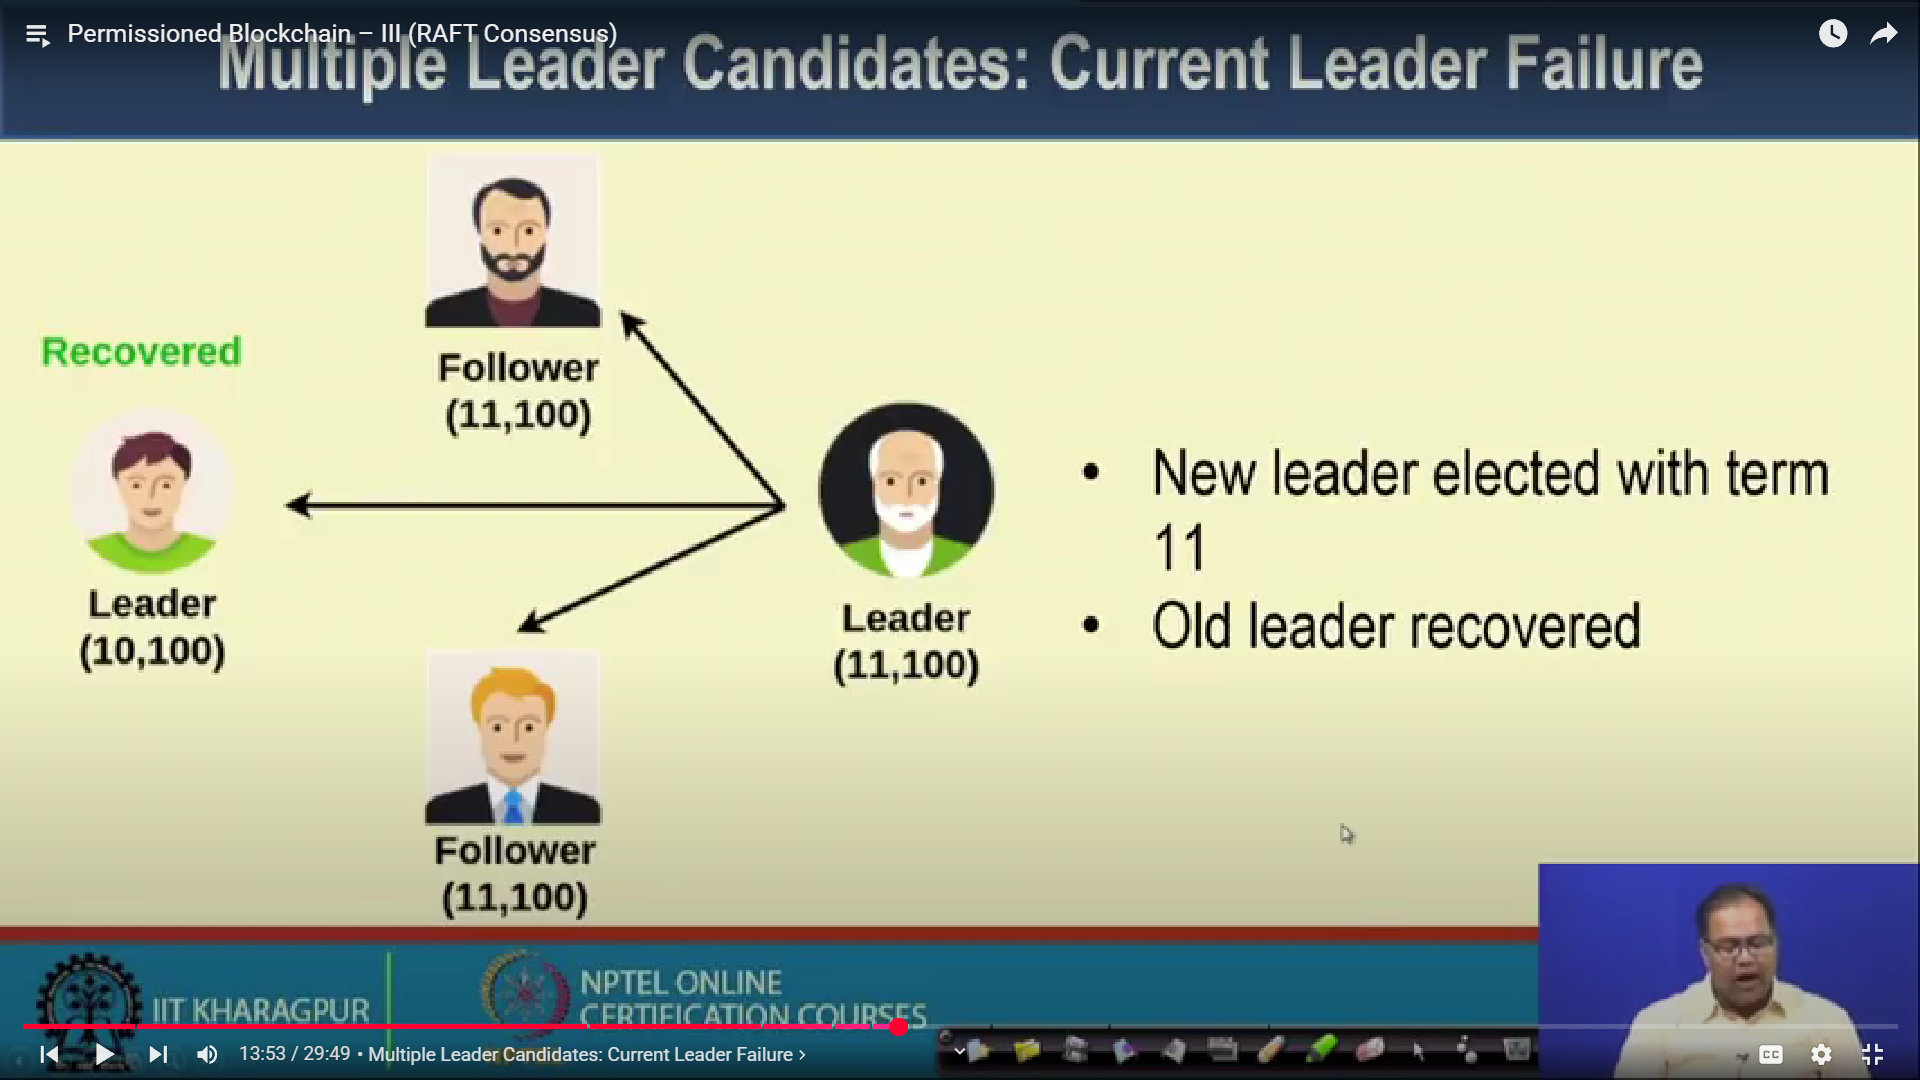 Permissioned Blockchain – III (RAFT Consensus)
Multiple Leader Candidates: Current Leader Failure
Recovered
Follower
(11,100)
Leader
(10,100)
Leader
(11,100)
Follower
(11,100)
• New leader elected with term
11
• Old leader recovered
IIT KHARAGPUR
NPTEL ONLINE
CERTIFICATION COURSES
13:53 / 29:49 • Multiple Leader Candidates: Current Leader Failure ›
CC